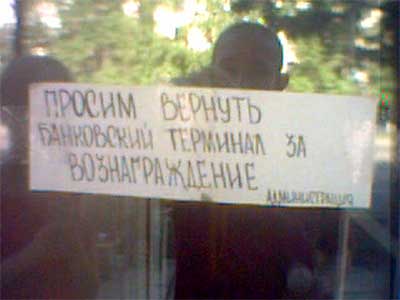 ПРОСИМ ВЕРНУТЬ
БАНКОВСКИЙ ТЕРМИНАЛ ЗА
ВОЗНАГРАЖДЕНИЕ
АДМИНИСТРАЦИЯ